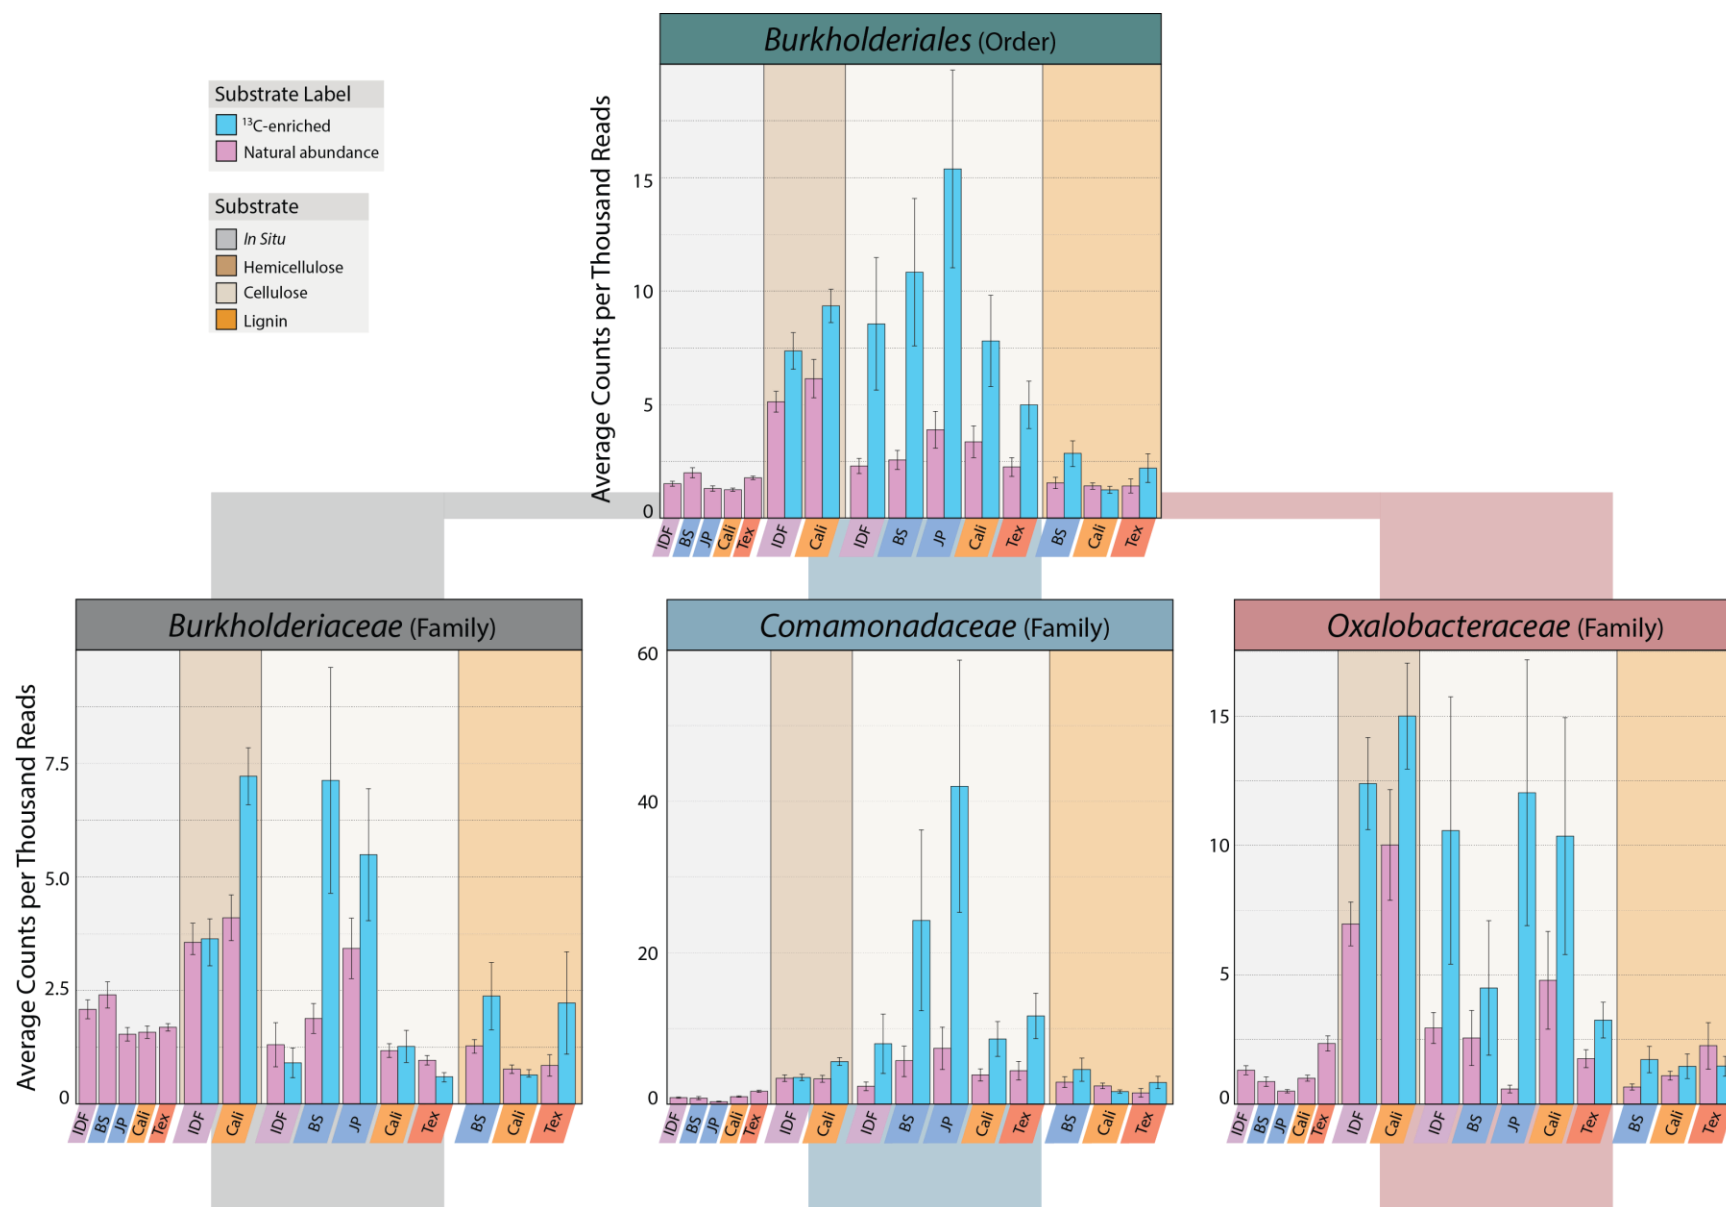 Burkholderiales (Order)
Substrate Label
¹³C-enriched
Natural abundance
Substrate
In Situ
Hemicellulose
Cellulose
Lignin
Average Counts per Thousand Reads
15
10
5
0
IDF BS JP Cali Tex IDF Cali IDF BS JP Cali Tex BS Cali Tex
Burkholderiaceae (Family)
Average Counts per Thousand Reads
7.5
5.0
2.5
0
IDF BS JP Cali Tex IDF Cali IDF BS JP Cali Tex BS Cali Tex
Comamonadaceae (Family)
60
40
20
0
IDF BS JP Cali Tex IDF Cali IDF BS JP Cali Tex BS Cali Tex
Oxalobacteraceae (Family)
15
10
5
0
IDF BS JP Cali Tex IDF Cali IDF BS JP Cali Tex BS Cali Tex